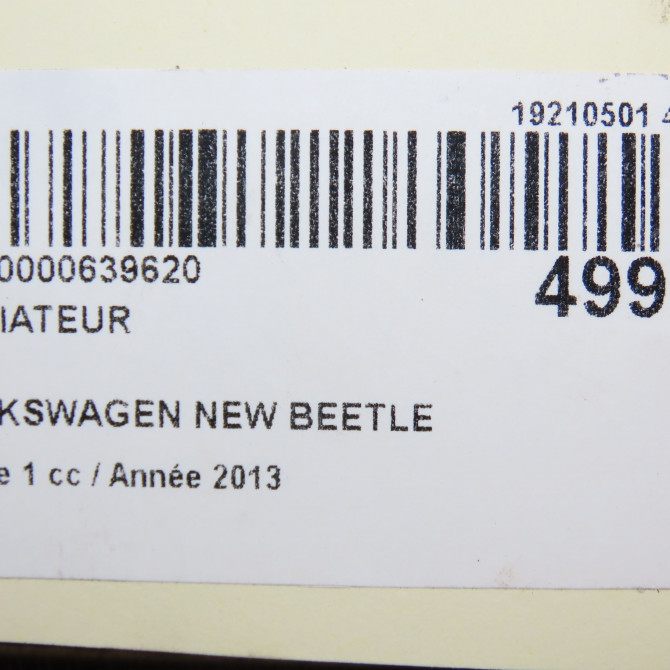 19210501 4
0000639620
499
IATEUR
KSWAGEN NEW BEETLE
e 1 cc / Année 2013